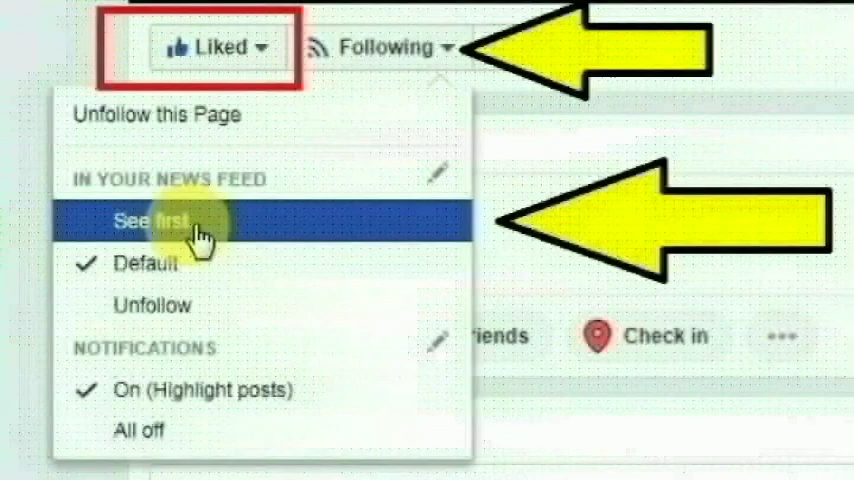 Liked Following
Unfollow this Page
IN YOUR NEWS FEED
See first
Default
Unfollow
riends Check in
NOTIFICATIONS
On (Highlight posts)
All off